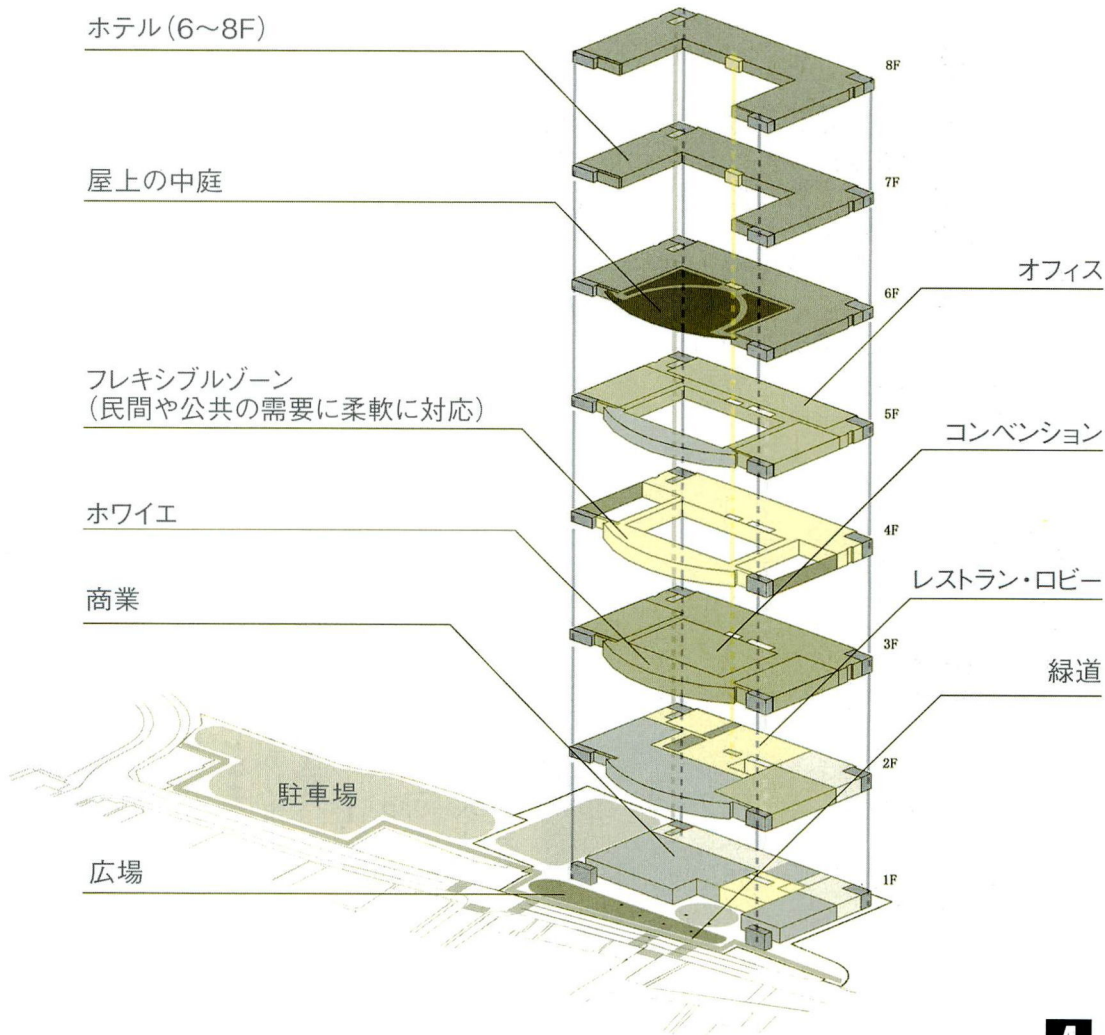 ホテル(6〜8F)
屋上の中庭
フレキシブルゾーン
(民間や公共の需要に柔軟に対応)
ホワイエ
商業
駐車場
広場
8F
7F
6F
オフィス
5F
コンベンション
4F
レストラン・ロビー
3F
緑道
2F
1F
4